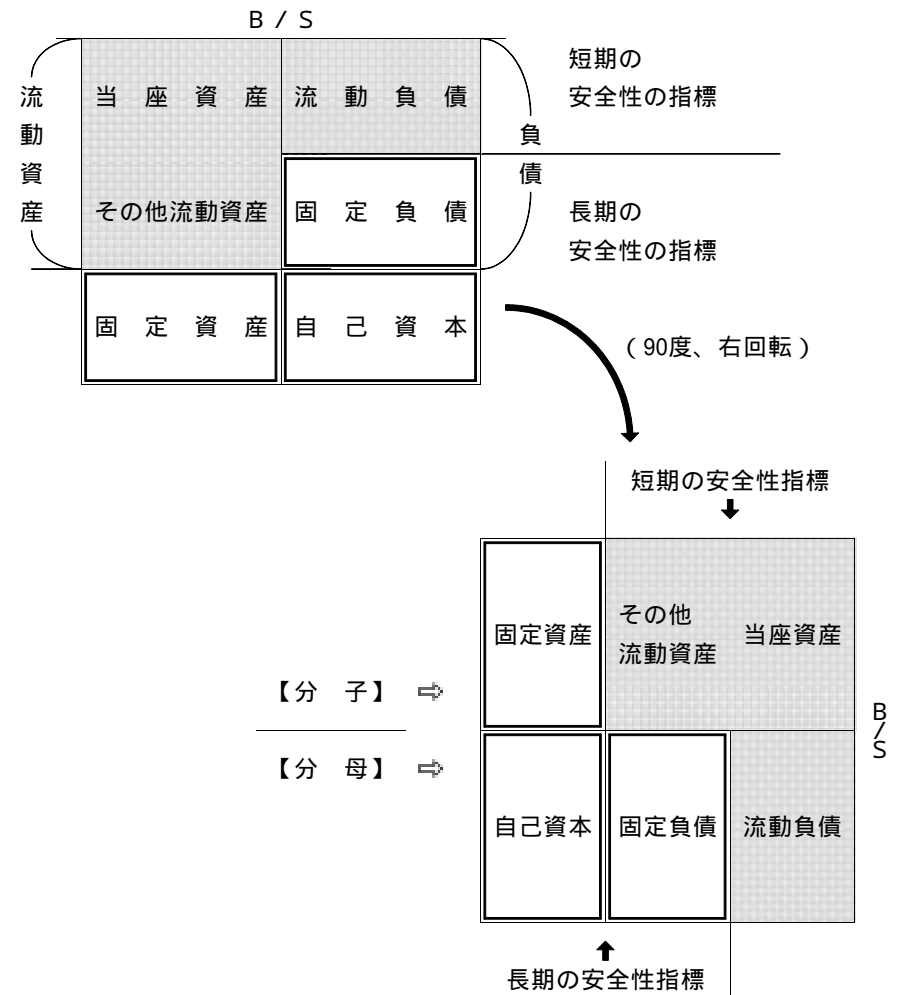 B/S
流動資産
当座資産
流動負債
負債
短期の
安全性の指標
その他流動資産
固定負債
長期の
安全性の指標
固定資産
自己資本
(90度、右回転)
短期の安全性指標
固定資産
その他
流動資産
当座資産
【分 子】 ⇨
【分 母】 ⇨
B/S
自己資本
固定負債
流動負債
長期の安全性指標